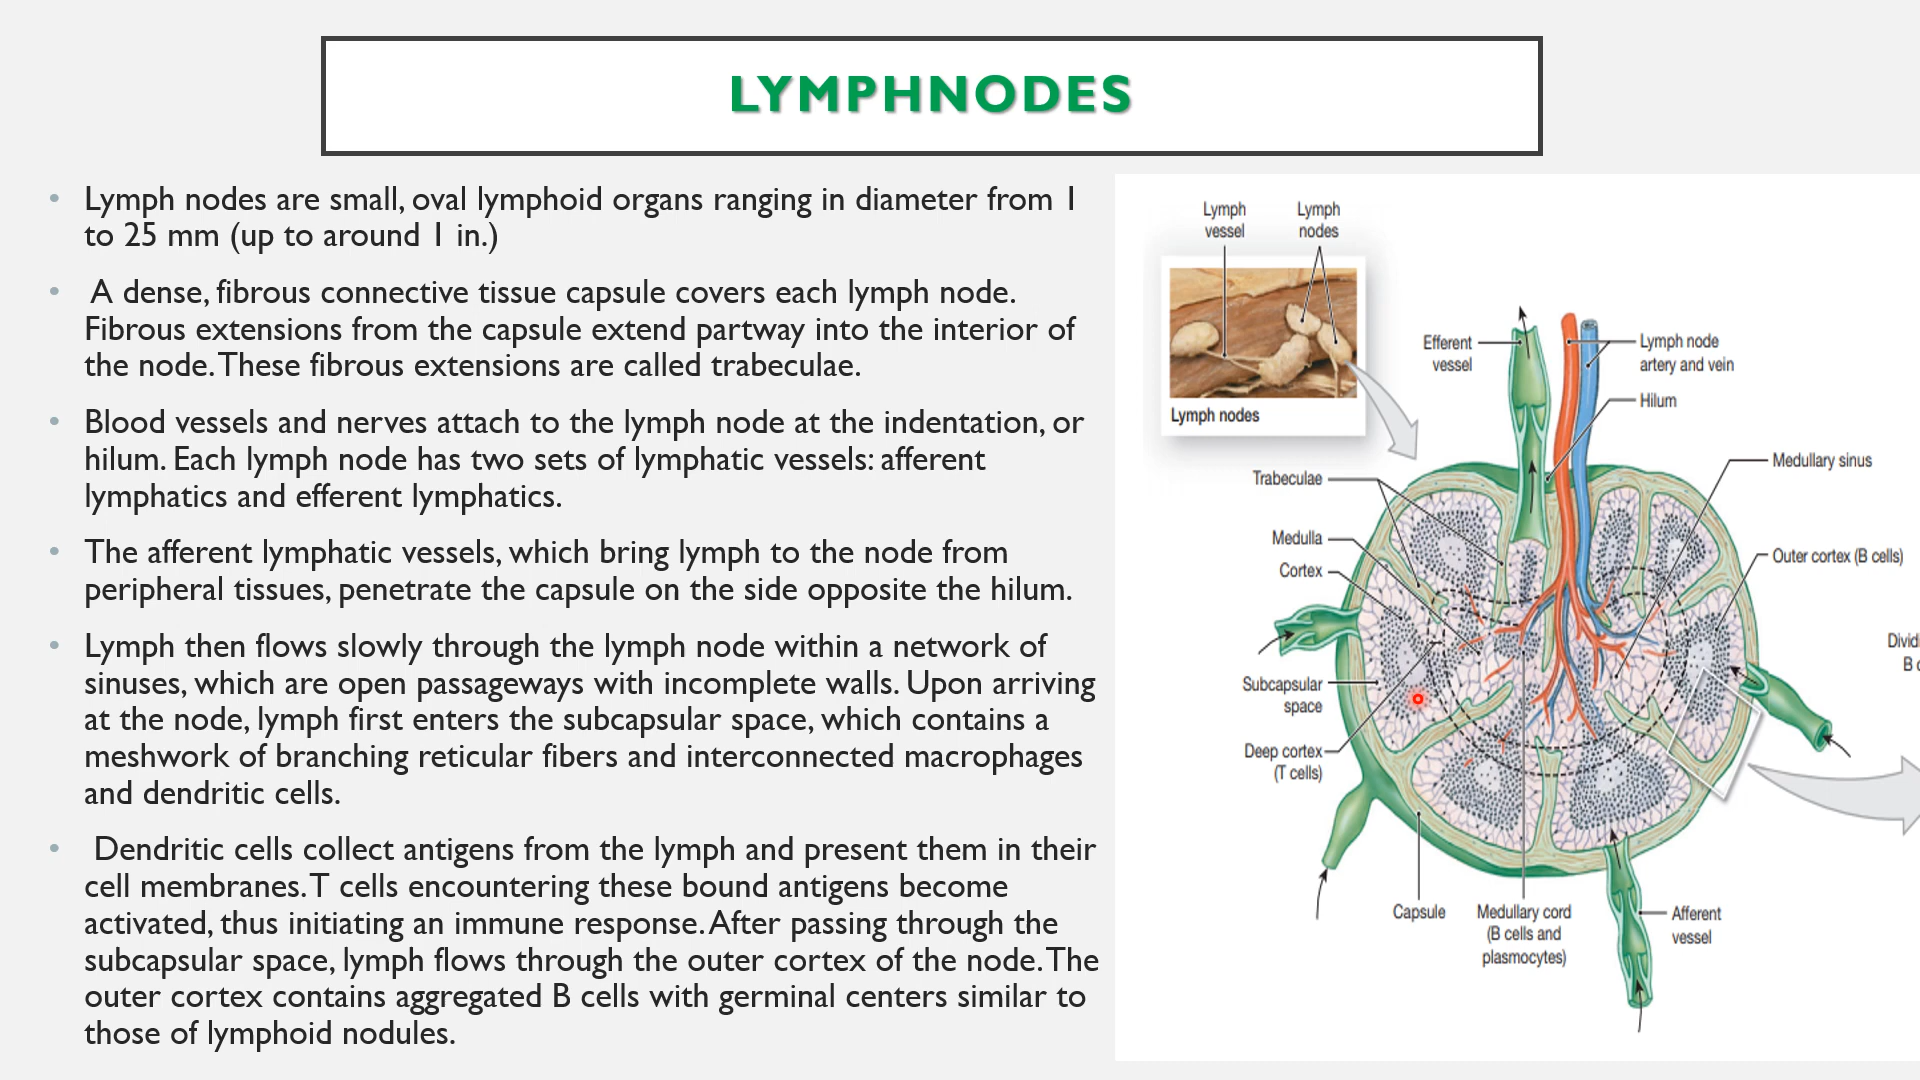 LYMPHNODES
• Lymph nodes are small, oval lymphoid organs ranging in diameter from 1
to 25 mm (up to around 1 in.)
• A dense, fibrous connective tissue capsule covers each lymph node.
Fibrous extensions from the capsule extend partway into the interior of
the node. These fibrous extensions are called trabeculae.
• Blood vessels and nerves attach to the lymph node at the indentation, or
hilum. Each lymph node has two sets of lymphatic vessels: afferent
lymphatics and efferent lymphatics.
• The afferent lymphatic vessels, which bring lymph to the node from
peripheral tissues, penetrate the capsule on the side opposite the hilum.
• Lymph then flows slowly through the lymph node within a network of
sinuses, which are open passageways with incomplete walls. Upon arriving
at the node, lymph first enters the subcapsular space, which contains a
meshwork of branching reticular fibers and interconnected macrophages
and dendritic cells.
• Dendritic cells collect antigens from the lymph and present them in their
cell membranes. T cells encountering these bound antigens become
activated, thus initiating an immune response. After passing through the
subcapsular space, lymph flows through the outer cortex of the node. The
outer cortex contains aggregated B cells with germinal centers similar to
those of lymphoid nodules.
Lymph
vessel
Lymph
nodes
Lymph nodes
Efferent
vessel
Lymph node
artery and vein
Hilum
Medullary sinus
Trabeculae
Medulla
Cortex
Outer cortex (B cells)
Subcapsular
space
Deep cortex
(T cells)
Capsule
Medullary cord
(B cells and
plasmocytes)
Afferent
vessel